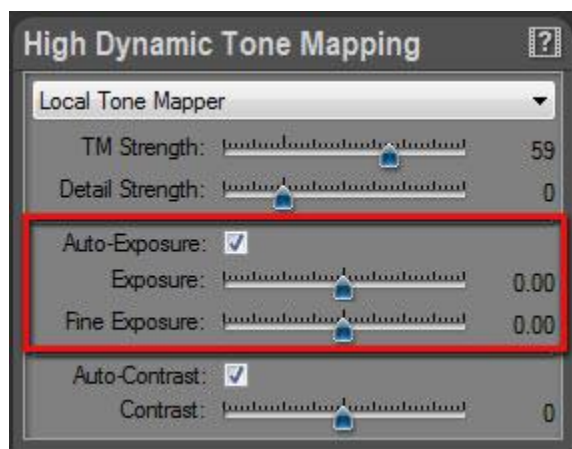 High Dynamic Tone Mapping ?
Local Tone Mapper
TM Strength: 59
Detail Strength: 0
Auto-Exposure:
Exposure: 0.00
Fine Exposure: 0.00
Auto-Contrast:
Contrast: 0